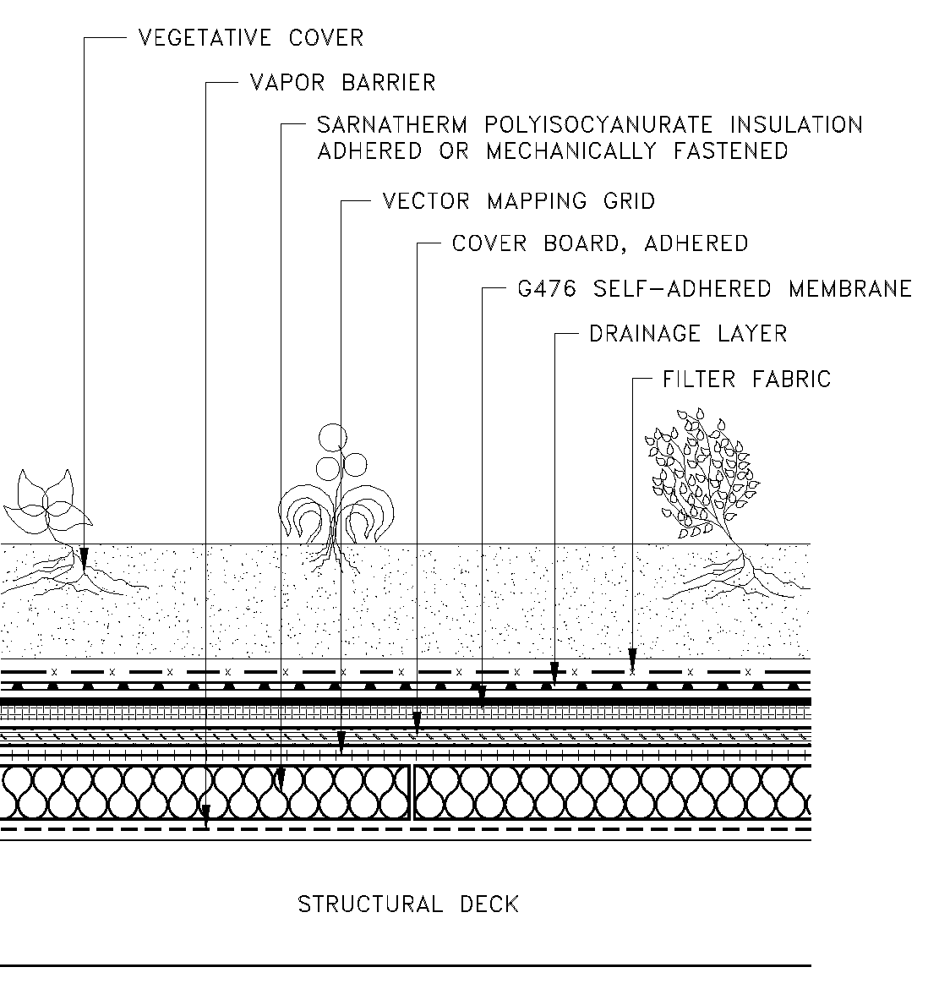 VEGETATIVE COVER
VAPOR BARRIER
SARNATHERM POLYISOCYANURATE INSULATION
ADHERED OR MECHANICALLY FASTENED
VECTOR MAPPING GRID
COVER BOARD, ADHERED
G476 SELF-ADHERED MEMBRANE
DRAINAGE LAYER
FILTER FABRIC
STRUCTURAL DECK